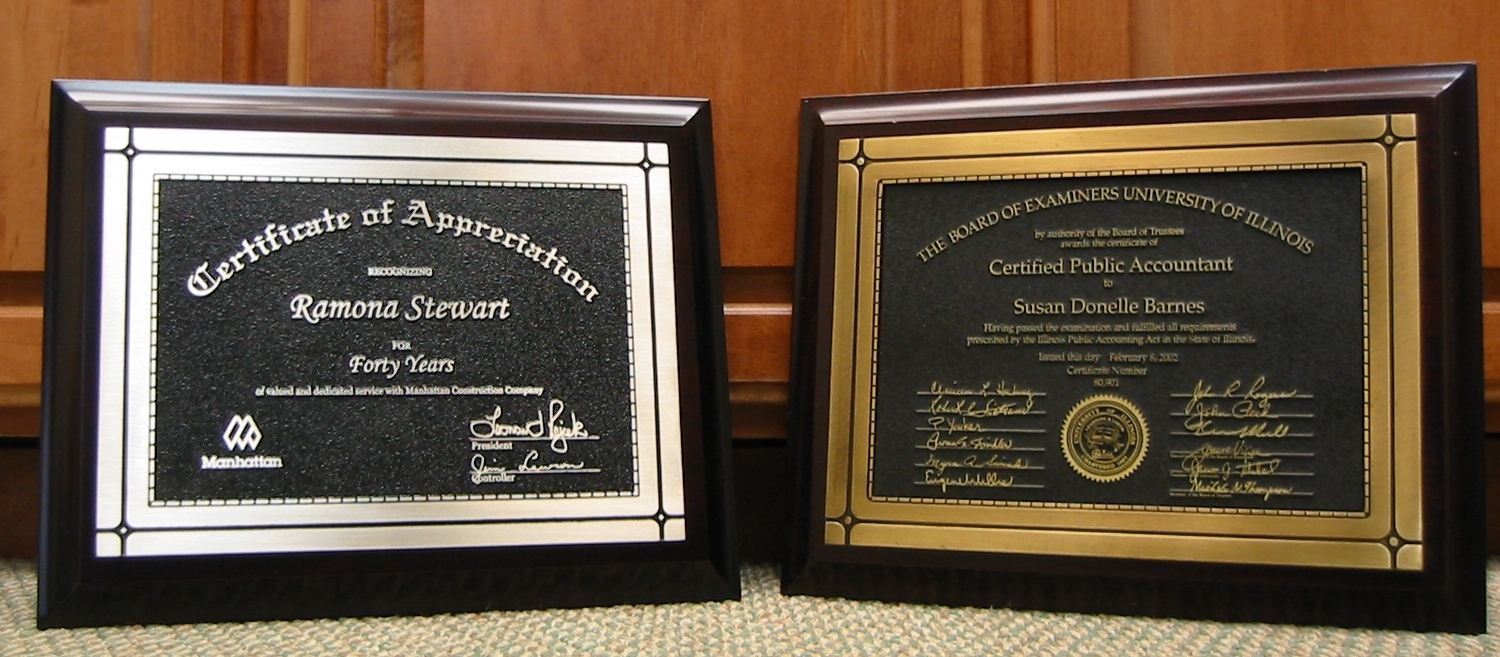 Certificate of Appreciation
RECOGNIZING
Ramona Stewart
FOR
Forty Years
of valued and dedicated service with Manhattan Construction Company
President
Controller
Manhattan
THE BOARD OF EXAMINERS UNIVERSITY OF ILLINOIS
by authority of the Board of Trustees
awards the certificate of
Certified Public Accountant
to
Susan Donelle Barnes
Having passed the examination and fulfilled all requirements
prescribed by the Illinois Public Accounting Act in the State of Illinois.
Issued this day February 8, 2002
Certificate Number
80,901